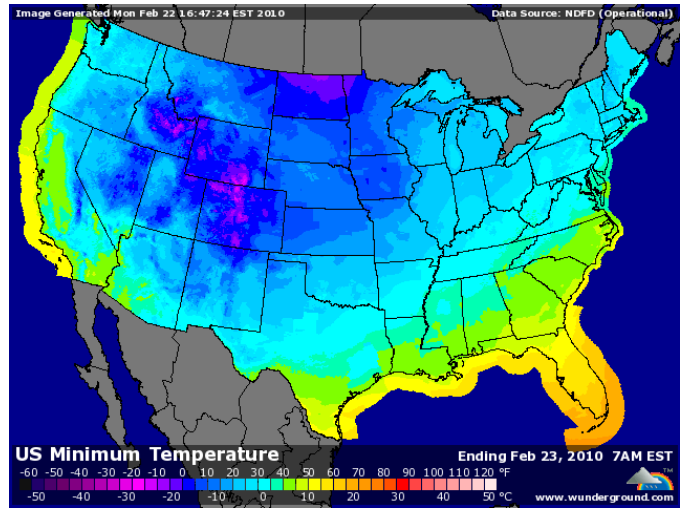 Image Generated Mon Feb 22 16:47:24 EST 2010 Data Source: NDFD (Operational)
US Minimum Temperature Ending Feb 23, 2010 7AM EST
-60 -50 -40 -30 -20 -10 0 10 20 30 40 50 60 70 80 90 100 110 120 °F
-50 -40 -30 -20 -10 0 10 20 30 40 50 °C
TM
www.wunderground.com